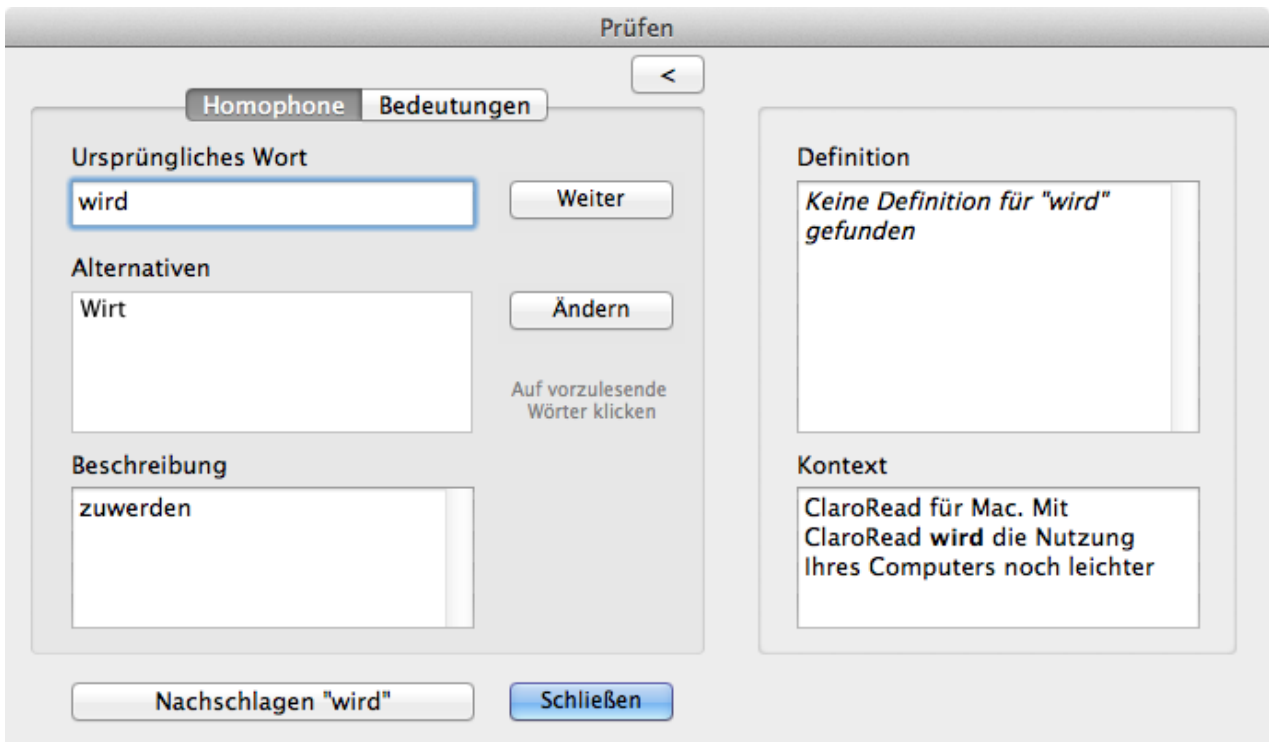 Prüfen
<
Homophone Bedeutungen
Ursprüngliches Wort
wird
Weiter
Alternativen
Wirt
Ändern
Auf vorzulesende
Wörter klicken
Beschreibung
zuwerden
Definition
Keine Definition für "wird"
gefunden
Kontext
ClaroRead für Mac. Mit
ClaroRead wird die Nutzung
Ihres Computers noch leichter
Nachschlagen "wird"
Schließen